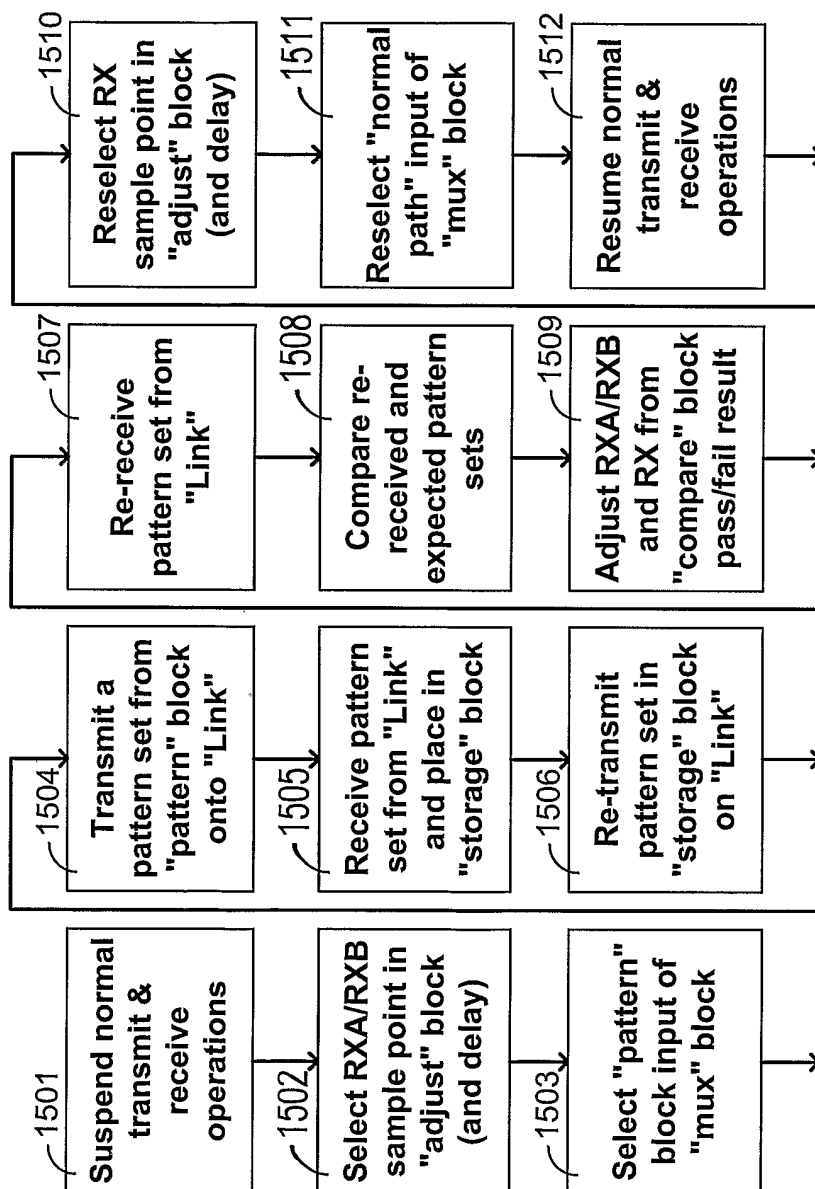 1501
Suspend normal
transmit &
receive
operations
1502
Select RXA/RXB
sample point in
"adjust" block
(and delay)
1503
Select "pattern"
block input of
"mux" block
1504
Transmit a
pattern set from
"pattern" block
onto "Link"
1505
Receive pattern
set from "Link"
and place in
"storage" block
1506
Re-transmit
pattern set in
"storage" block
on "Link"
1507
Re-receive
pattern set from
"Link"
1508
Compare re-
received and
expected pattern
sets
1509
Adjust RXA/RXB
and RX from
"compare" block
pass/fail result
1510
Reselect RX
sample point in
"adjust" block
(and delay)
1511
Reselect "normal
path" input of
"mux" block
1512
Resume normal
transmit &
receive
operations